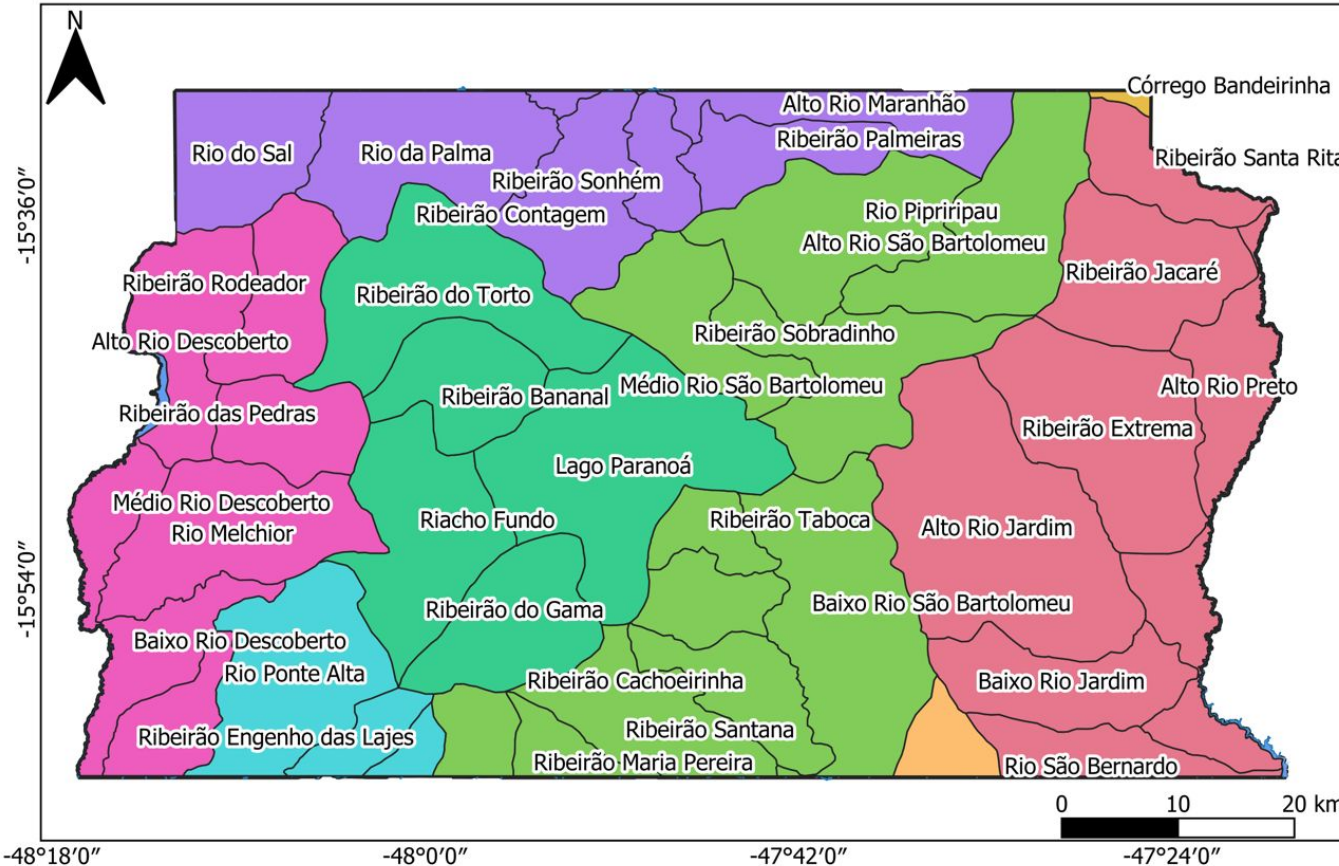 N
Córrego Bandeirinha
Alto Rio Maranhão
Ribeirão Palmeiras
Rio do Sal
Rio da Palma
Ribeirão Santa Rita
Ribeirão Sonhém
Ribeirão Contagem
Rio Pipriripau
Alto Rio São Bartolomeu
-15°36'0"
Ribeirão Rodeador
Ribeirão do Torto
Ribeirão Jacaré
Alto Rio Descoberto
Ribeirão Sobradinho
Ribeirão Bananal
Médio Rio São Bartolomeu
Alto Rio Preto
Ribeirão das Pedras
Ribeirão Extrema
Lago Paranoá
Médio Rio Descoberto
Rio Melchior
Riacho Fundo
Ribeirão Taboca
Alto Rio Jardim
-15°54'0"
Ribeirão do Gama
Baixo Rio São Bartolomeu
Baixo Rio Descoberto
Rio Ponte Alta
Ribeirão Cachoeirinha
Baixo Rio Jardim
Ribeirão Santana
Ribeirão Engenho das Lajes
Ribeirão Maria Pereira
Rio São Bernardo
0 10 20 km
-48°18'0" -48°0'0" -47°42'0" -47°24'0"